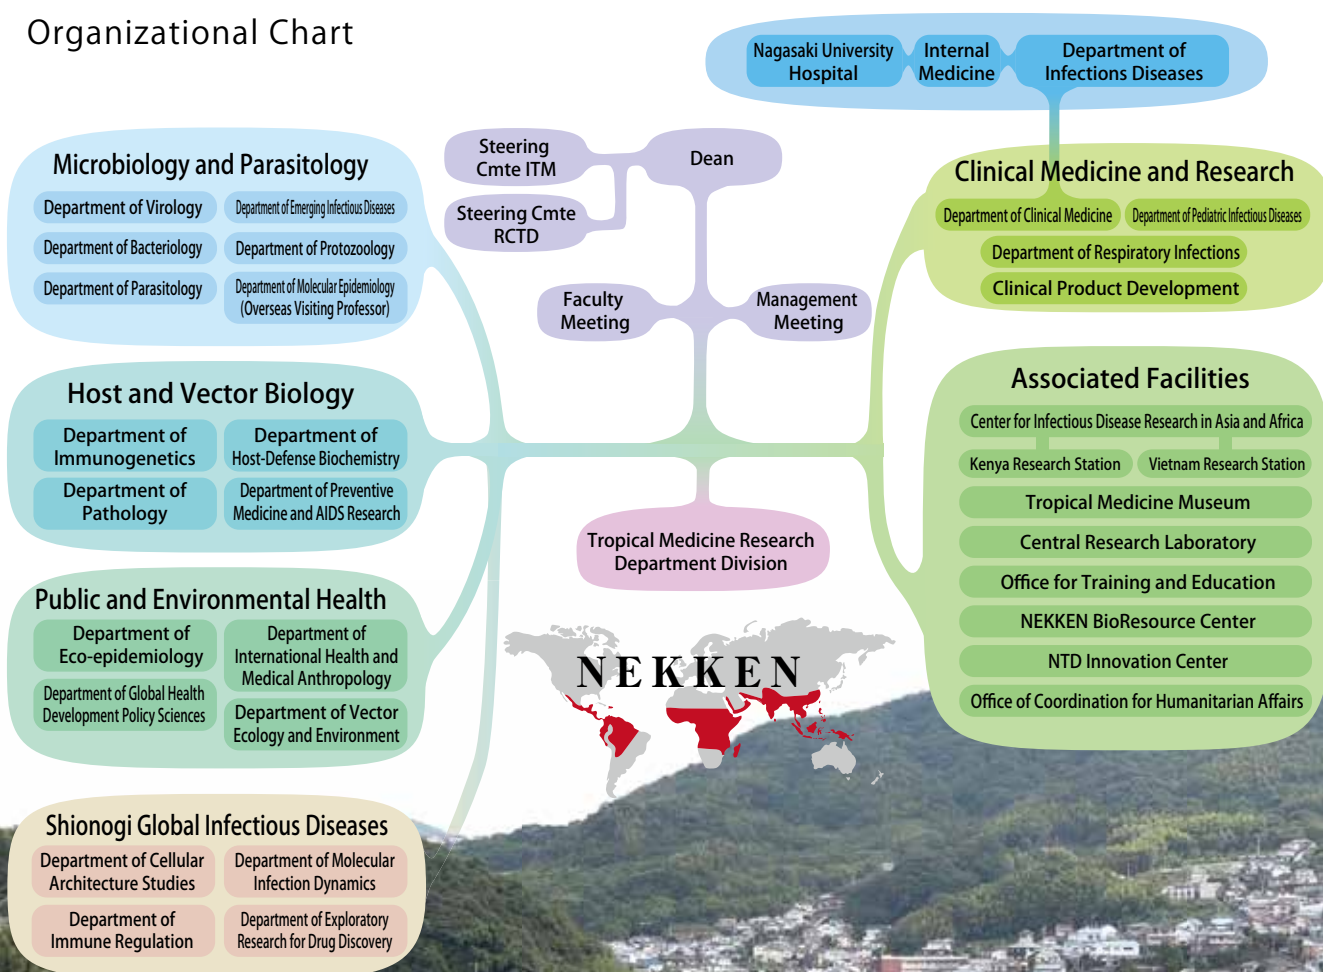 Organizational Chart
Nagasaki University
Hospital
Internal
Medicine
Department of
Infections Diseases
Steering
Cmte ITM
Dean
Steering Cmte
RCTD
Faculty
Meeting
Management
Meeting
Microbiology and Parasitology
Department of Virology
Department of Emerging Infectious Diseases
Department of Bacteriology
Department of Protozoology
Department of Parasitology
Department of Molecular Epidemiology
(Overseas Visiting Professor)
Host and Vector Biology
Department of
Immunogenetics
Department of
Host-Defense Biochemistry
Department of
Pathology
Department of Preventive
Medicine and AIDS Research
Public and Environmental Health
Department of
Eco-epidemiology
Department of
International Health and
Medical Anthropology
Department of Global Health
Development Policy Sciences
Department of Vector
Ecology and Environment
Shionogi Global Infectious Diseases
Department of Cellular
Architecture Studies
Department of Molecular
Infection Dynamics
Department of
Immune Regulation
Department of Exploratory
Research for Drug Discovery
Tropical Medicine Research
Department Division
NEKKEN
Clinical Medicine and Research
Department of Clinical Medicine
Department of Pediatric Infectious Diseases
Department of Respiratory Infections
Clinical Product Development
Associated Facilities
Center for Infectious Disease Research in Asia and Africa
Kenya Research Station
Vietnam Research Station
Tropical Medicine Museum
Central Research Laboratory
Office for Training and Education
NEKKEN BioResource Center
NTD Innovation Center
Office of Coordination for Humanitarian Affairs